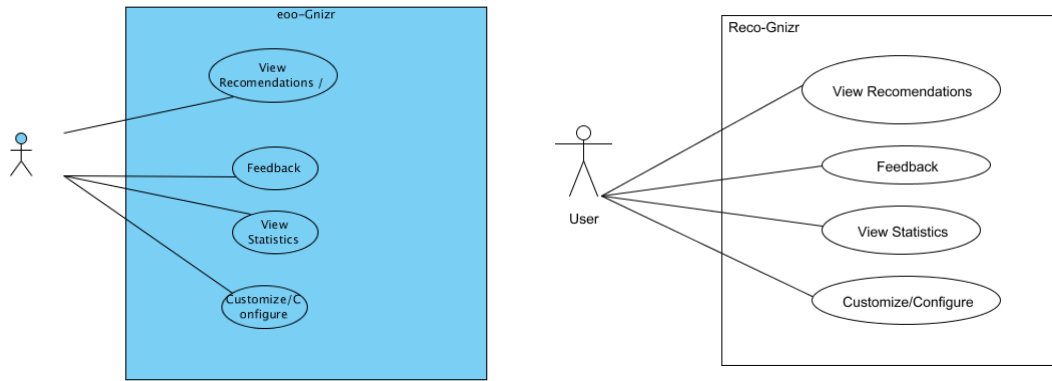 eoo-Gnizr
View
Recomendations /
Feedback
View
Statistics
Customize/C
onfigure
Reco-Gnizr
View Recomendations
Feedback
View Statistics
Customize/Configure
User